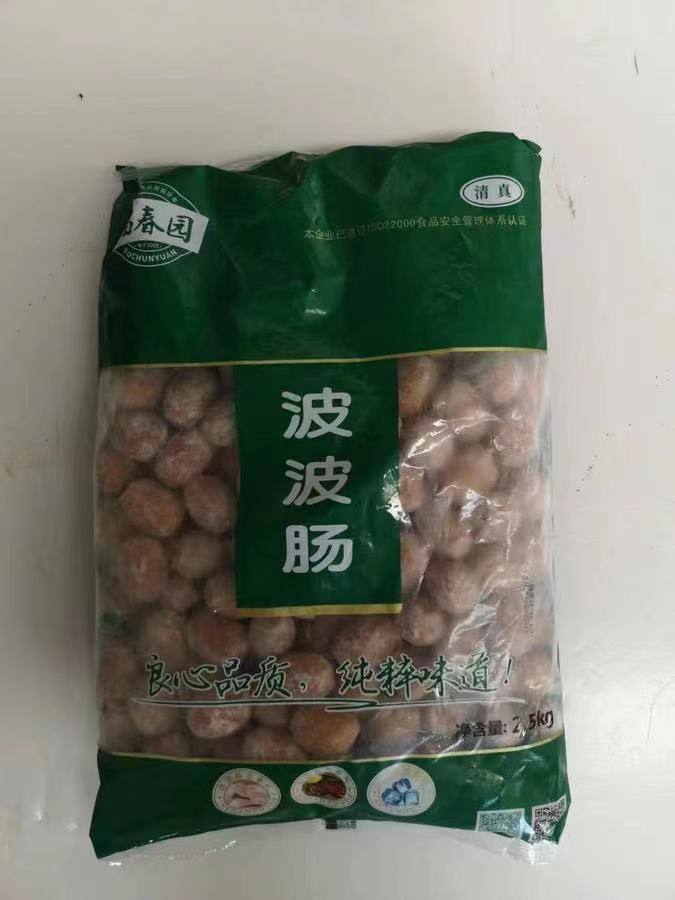 春园
YUCHUNYUAN
清真
本企业已通过ISO22000食品安全管理体系认证
波
波
肠
良心品质，纯粹味道！
净含量: 2.5kg